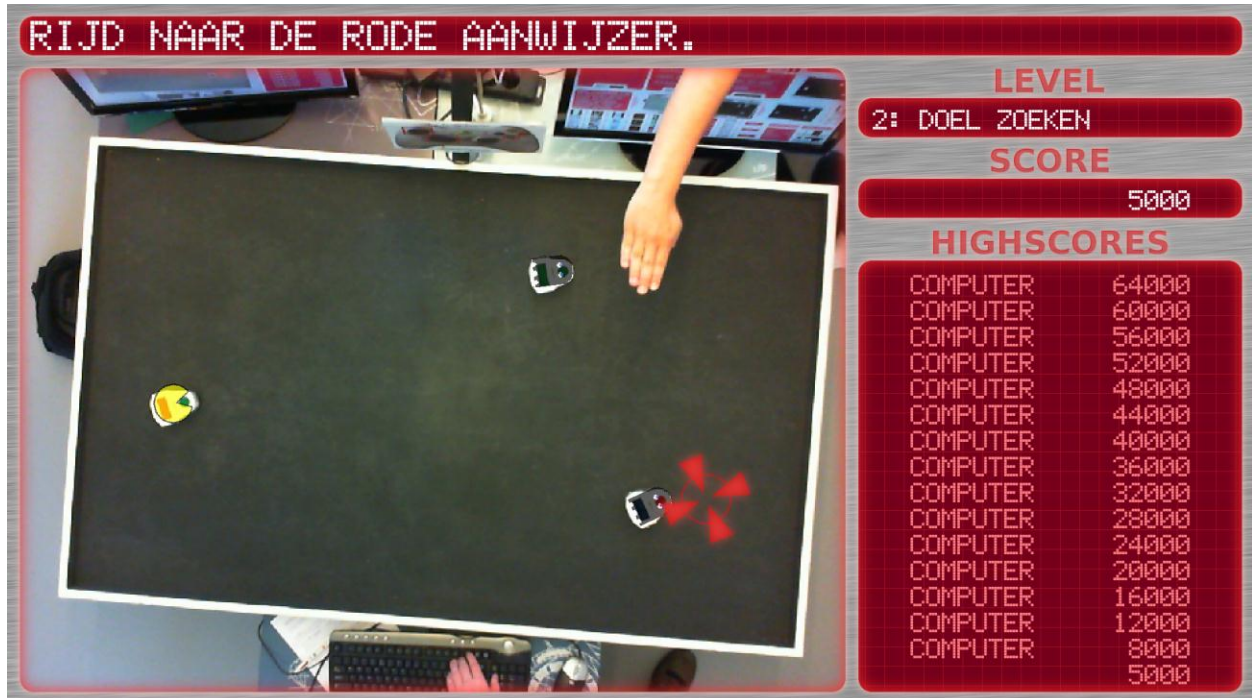 RIJD NAAR DE RODE AANWIJZER.
LEVEL
2: DOEL ZOEKEN
SCORE
5000
HIGHSCORES
COMPUTER 64000
COMPUTER 60000
COMPUTER 56000
COMPUTER 52000
COMPUTER 48000
COMPUTER 44000
COMPUTER 40000
COMPUTER 36000
COMPUTER 32000
COMPUTER 28000
COMPUTER 24000
COMPUTER 20000
COMPUTER 16000
COMPUTER 12000
COMPUTER 8000
5000